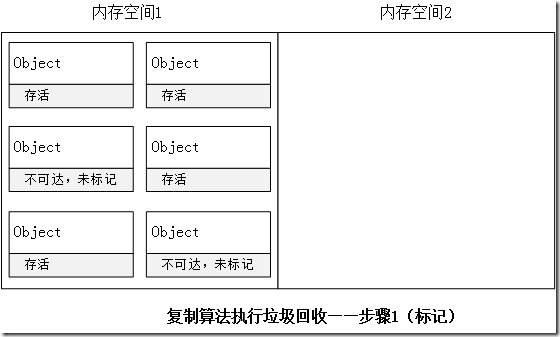 内存空间1 内存空间2
Object Object
存活 存活
Object Object
不可达，未标记 存活
Object Object
存活 不可达，未标记
复制算法执行垃圾回收——步骤1（标记）